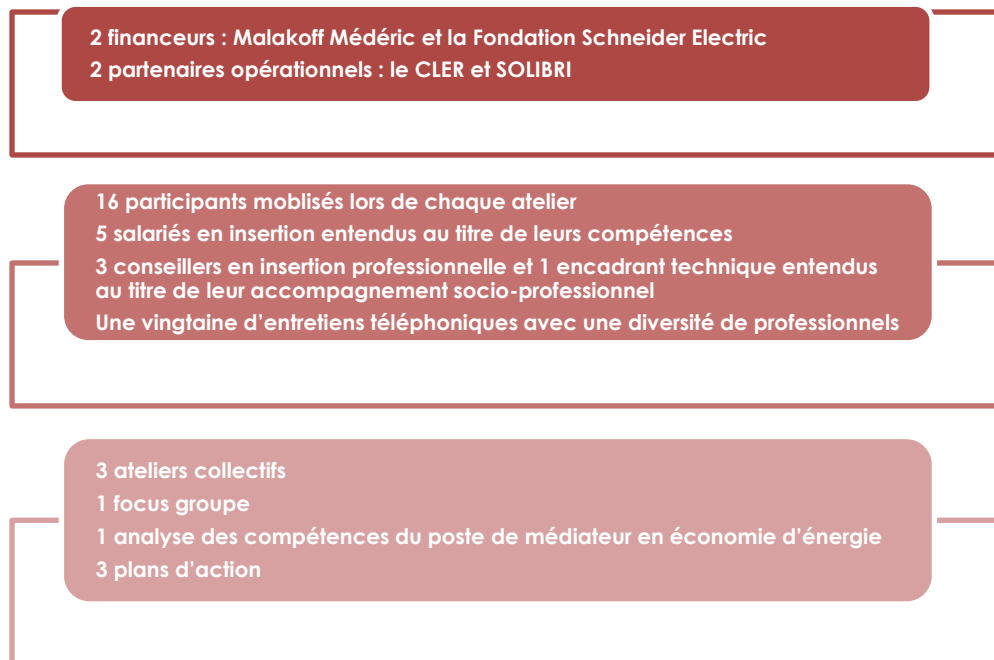 2 financeurs : Malakoff Médéric et la Fondation Schneider Electric
2 partenaires opérationnels : le CLER et SOLIBRI
16 participants moblisés lors de chaque atelier
5 salariés en insertion entendus au titre de leurs compétences
3 conseillers en insertion professionnelle et 1 encadrant technique entendus
au titre de leur accompagnement socio-professionnel
Une vingtaine d’entretiens téléphoniques avec une diversité de professionnels
3 ateliers collectifs
1 focus groupe
1 analyse des compétences du poste de médiateur en économie d’énergie
3 plans d’action